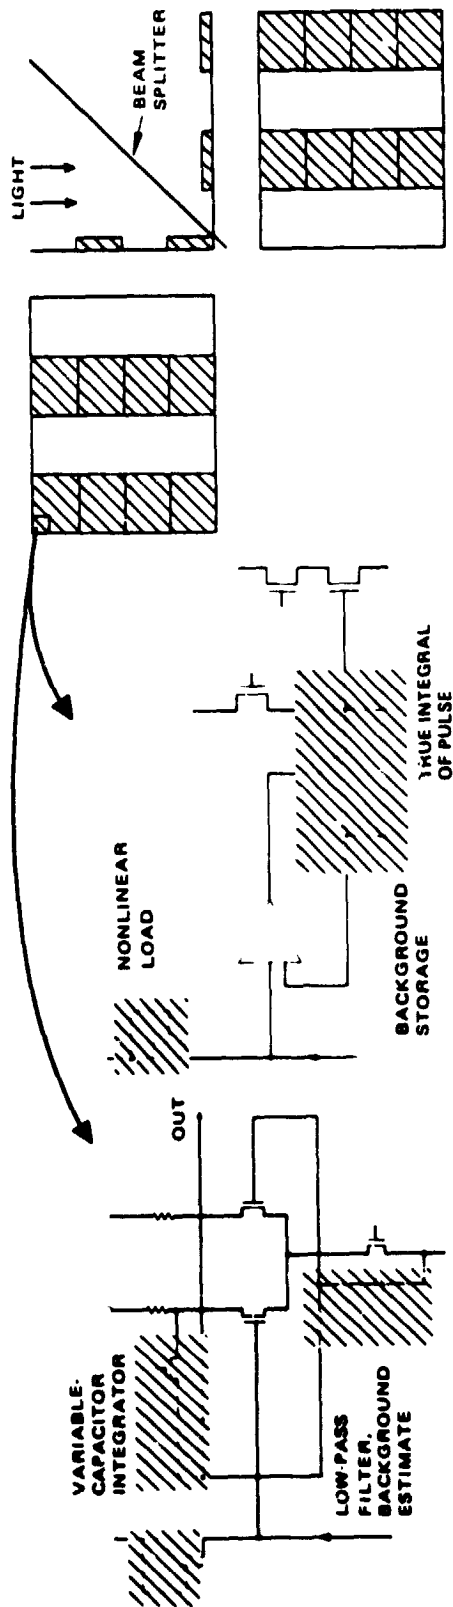 LIGHT
BEAM
SPLITTER
NONLINEAR
LOAD
BACKGROUND
STORAGE
TRUE INTEGRAL
OF PULSE
OUT
VARIABLE-
CAPACITOR
INTEGRATOR
LOW-PASS
FILTER,
BACKGROUND
ESTIMATE